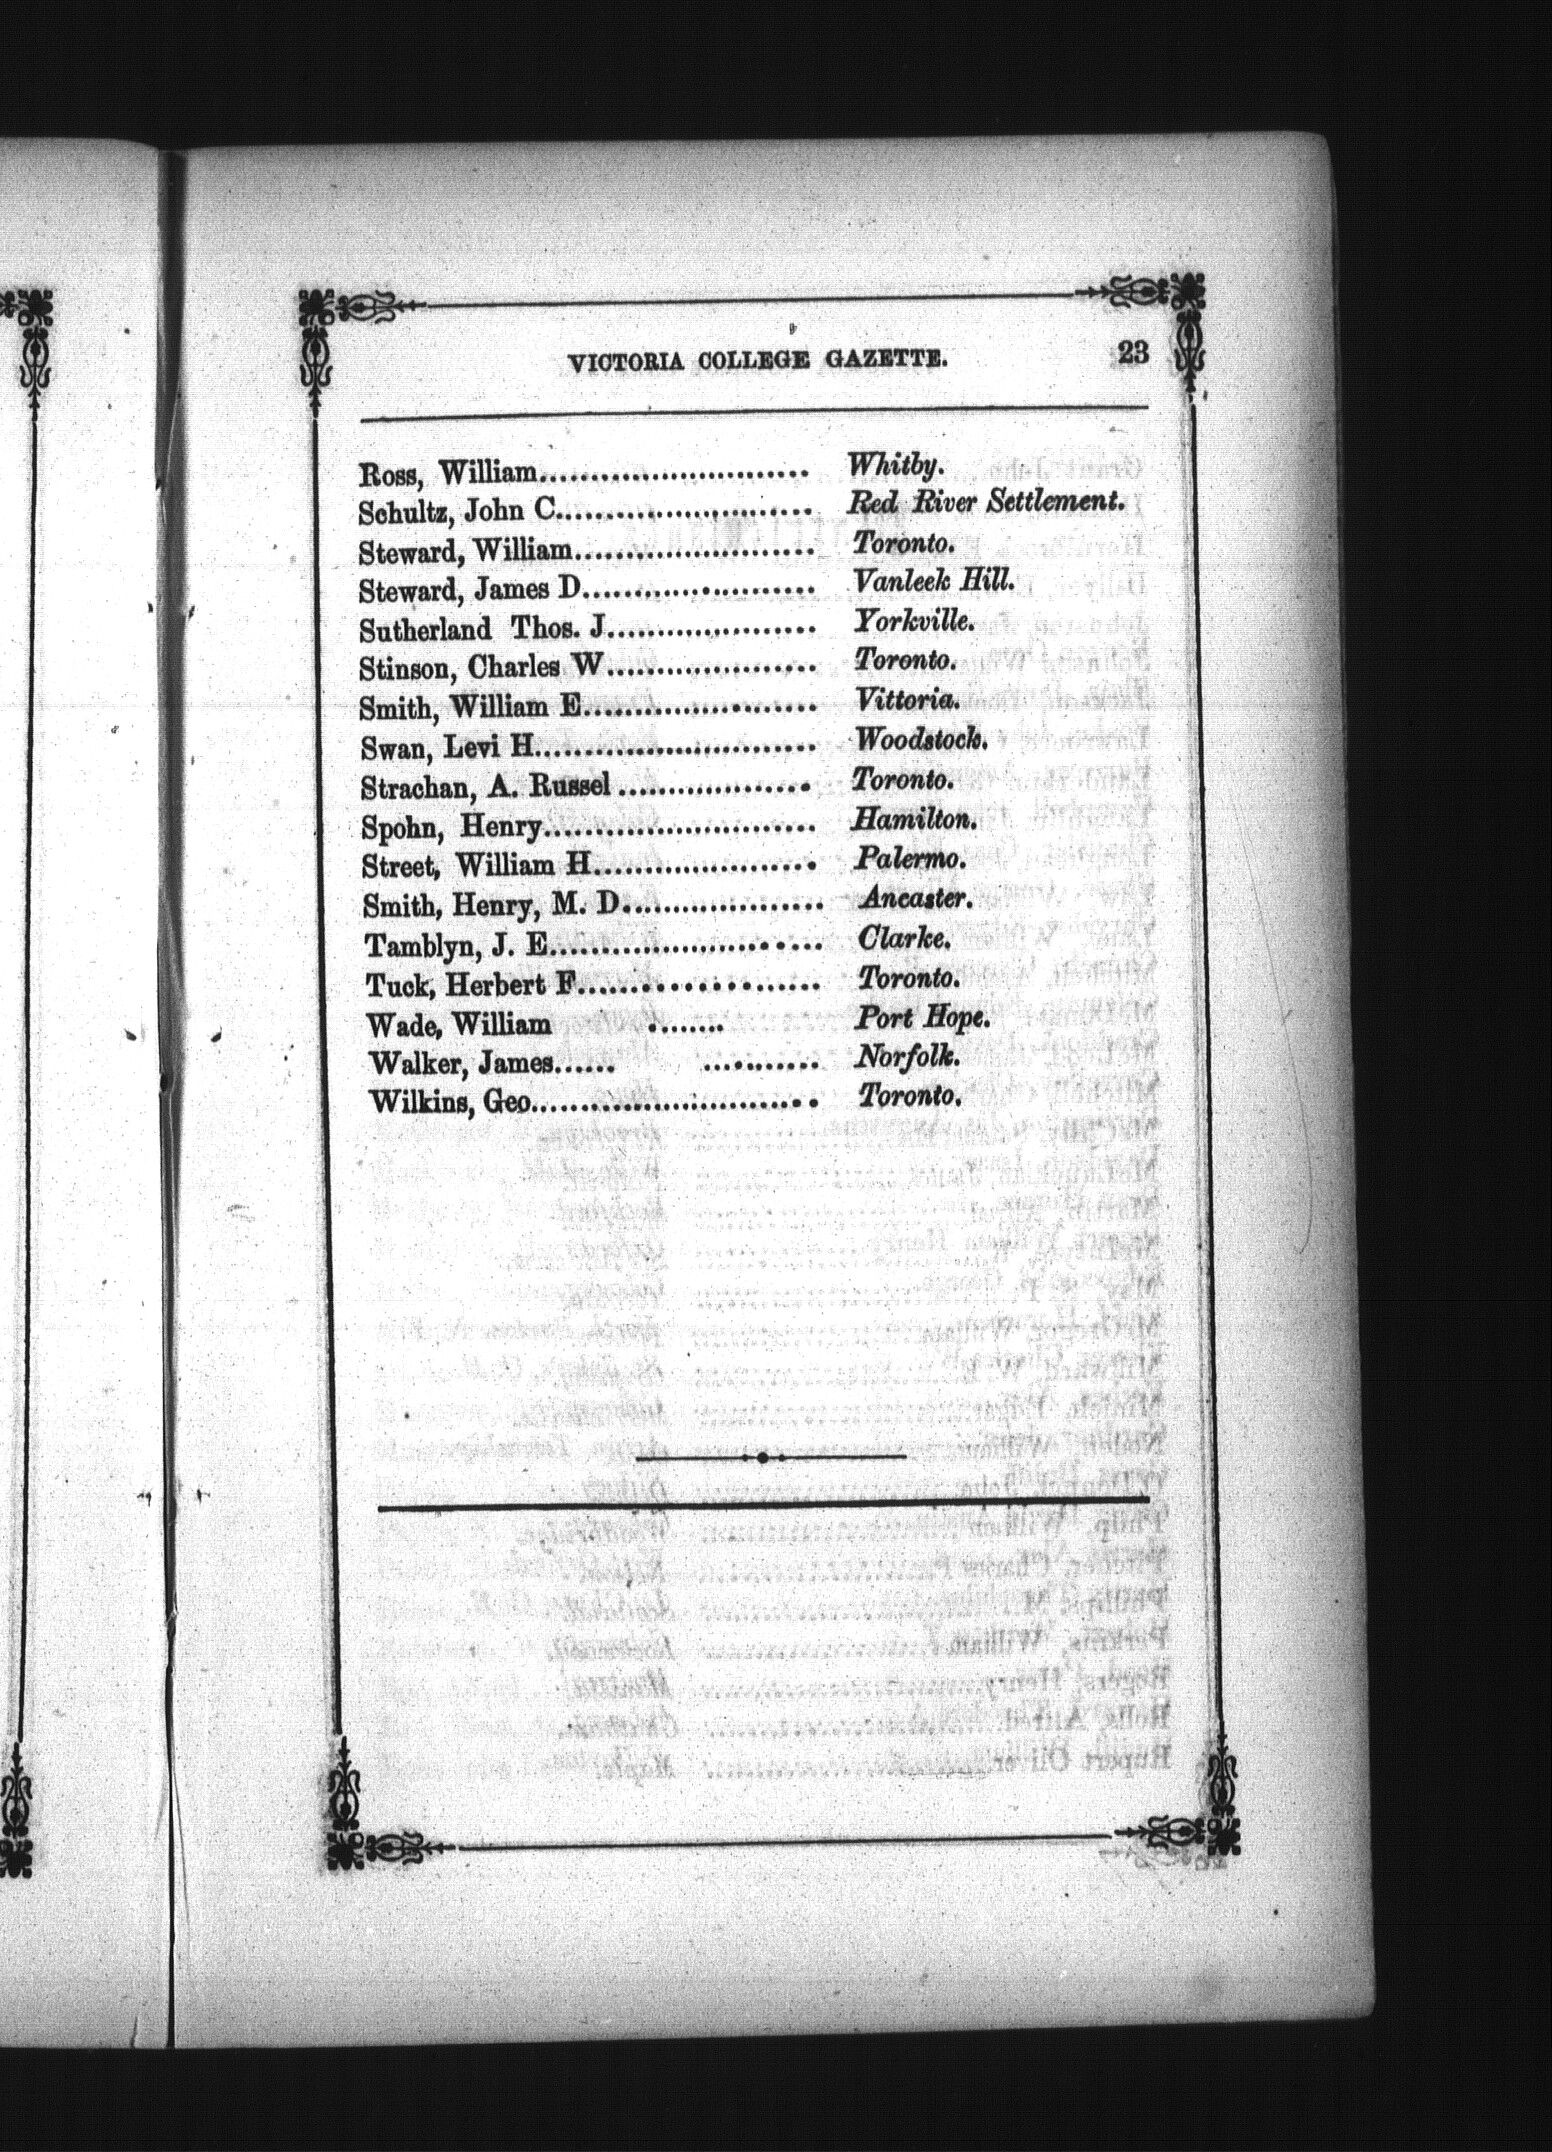 VICTORIA COLLEGE GAZETTE. 23
Ross, William.......................... Whitby.
Schultz, John C......................... Red River Settlement.
Steward, William....................... Toronto.
Steward, James D....................... Vanleek Hill.
Sutherland Thos. J..................... Yorkville.
Stinson, Charles W..................... Toronto.
Smith, William E....................... Vittoria.
Swan, Levi H........................... Woodstock.
Strachan, A. Russel ................... Toronto.
Spohn, Henry........................... Hamilton.
Street, William H...................... Palermo.
Smith, Henry, M. D.................... Ancaster.
Tamblyn, J. E.......................... Clarke.
Tuck, Herbert F........................ Toronto.
Wade, William ........ Port Hope.
Walker, James...... ........... Norfolk.
Wilkins, Geo............................ Toronto.